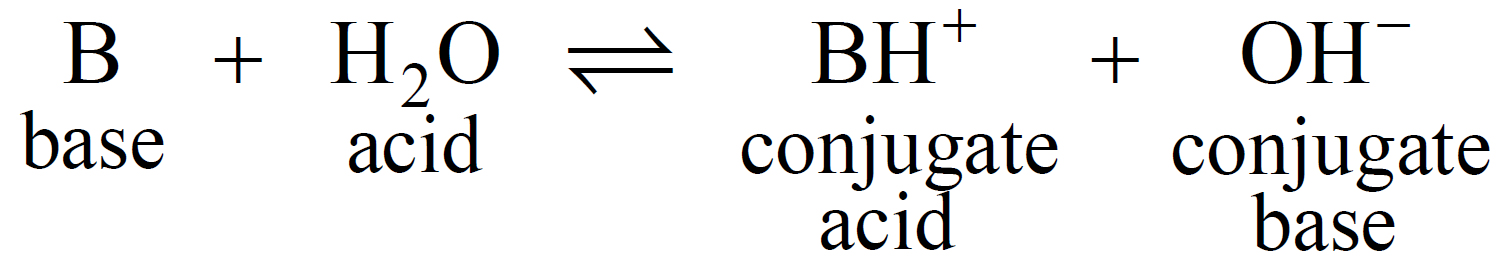 B + H₂O ⇌ BH⁺ + OH⁻
base acid conjugate conjugate
acid base